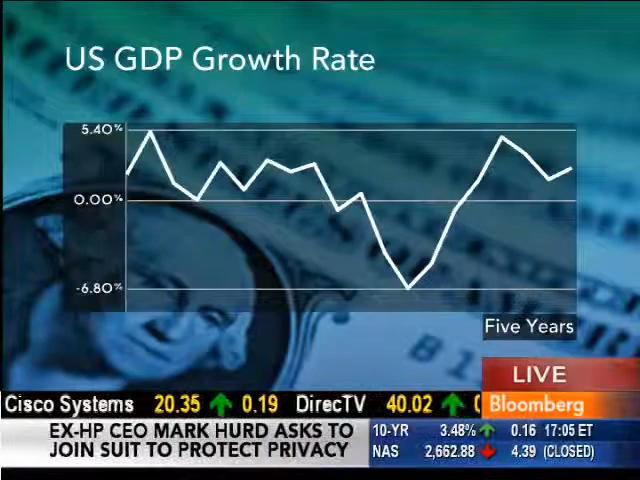 US GDP Growth Rate
5.40%
0.00%
-6.80%
Five Years
LIVE
Cisco Systems 20.35 0.19 DirecTV 40.02 Bloomberg
EX-HP CEO MARK HURD ASKS TO
JOIN SUIT TO PROTECT PRIVACY
10-YR 3.48% 0.16 17:05 ET
NAS 2,662.88 4.39 (CLOSED)